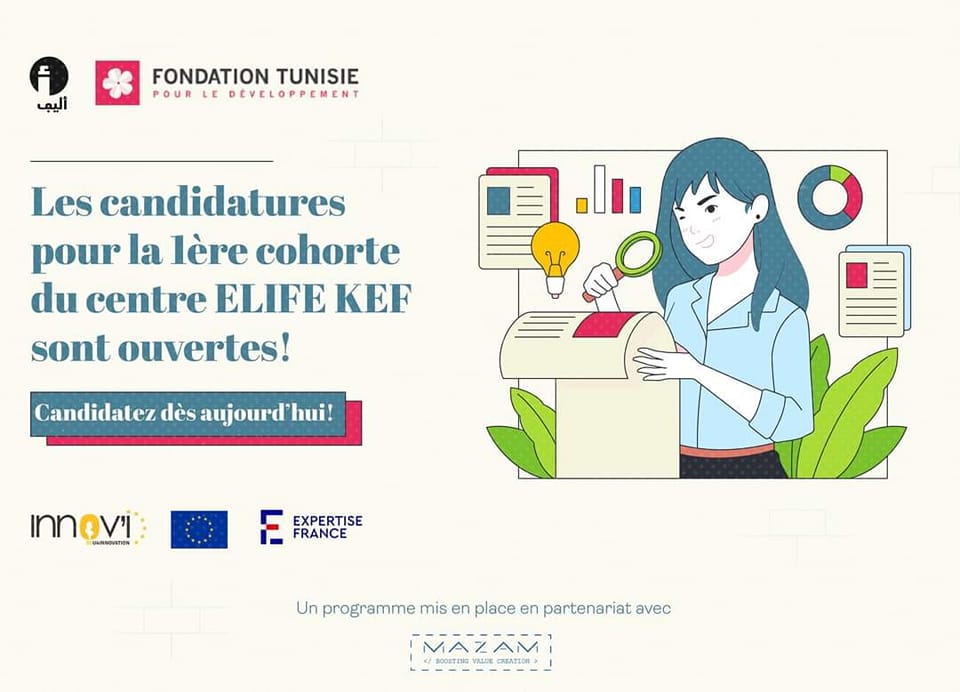 أليف
FONDATION TUNISIE
POUR LE DÉVELOPPEMENT
Les candidatures
pour la 1ère cohorte
du centre ELIFE KEF
sont ouvertes!
Candidatez dès aujourd'hui!
INNOV'I
EU4INNOVATION
EXPERTISE
FRANCE
Un programme mis en place en partenariat avec
MAZAM
</ BOOSTING VALUE CREATION >